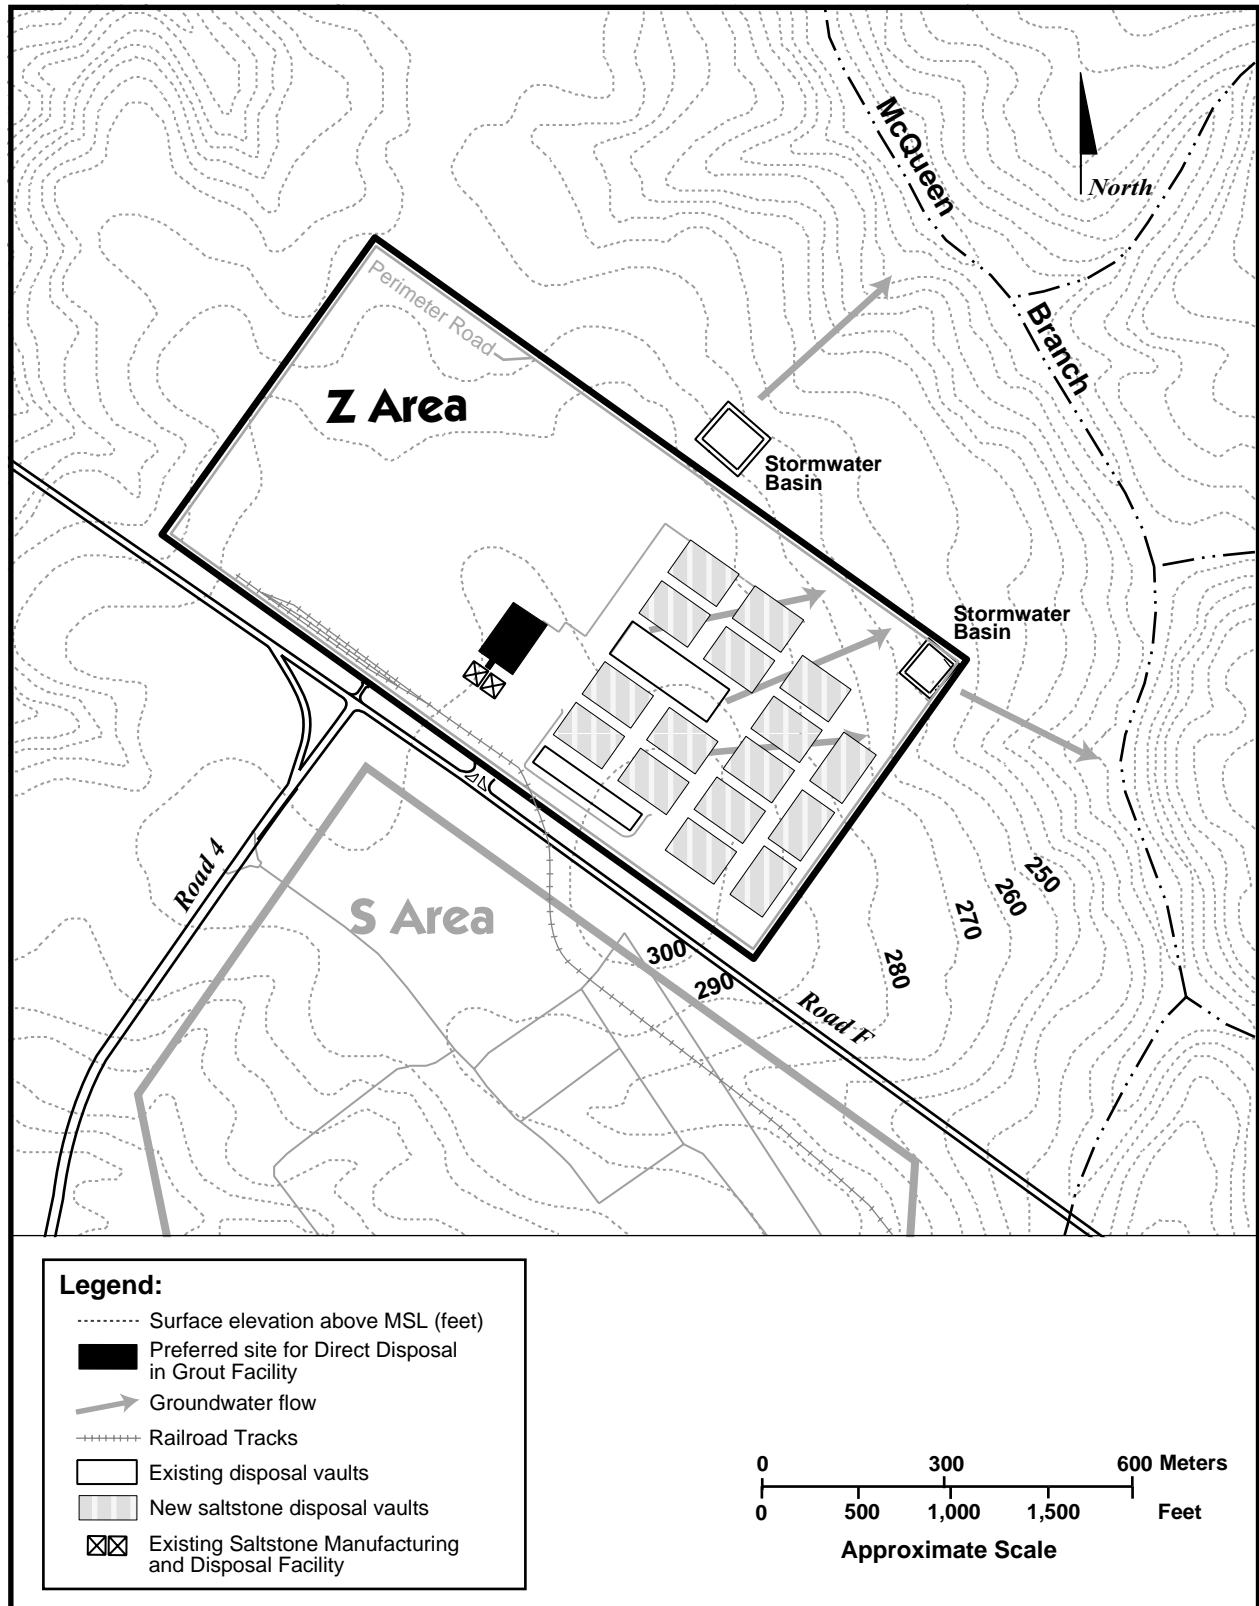 McQueen
Branch
North
Perimeter Road
Z Area
Stormwater
Basin
Stormwater
Basin
Road 4
S Area
250
260
270
280
300
290
Road F
Legend:
Surface elevation above MSL (feet)
Preferred site for Direct Disposal
in Grout Facility
Groundwater flow
Railroad Tracks
Existing disposal vaults
New saltstone disposal vaults
Existing Saltstone Manufacturing
and Disposal Facility
0 300 600 Meters
0 500 1,000 1,500 Feet
Approximate Scale